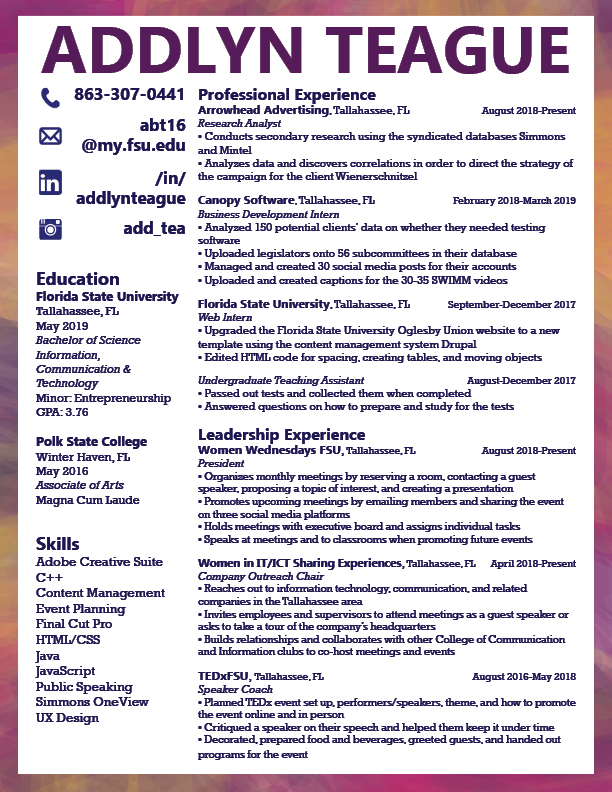 ADDLYN TEAGUE
863-307-0441
abt16
@my.fsu.edu
/in/
addlynteague
add_tea
Education
Florida State University
Tallahassee, FL
May 2019
Bachelor of Science
Information,
Communication &
Technology
Minor: Entrepreneurship
GPA: 3.76
Polk State College
Winter Haven, FL
May 2016
Associate of Arts
Magna Cum Laude
Skills
Adobe Creative Suite
C++
Content Management
Event Planning
Final Cut Pro
HTML/CSS
Java
JavaScript
Public Speaking
Simmons OneView
UX Design
Professional Experience
Arrowhead Advertising, Tallahassee, FL August 2018-Present
Research Analyst
• Conducts secondary research using the syndicated databases Simmons
and Mintel
• Analyzes data and discovers correlations in order to direct the strategy of
the campaign for the client Wienerschnitzel
Canopy Software, Tallahassee, FL February 2018-March 2019
Business Development Intern
• Analyzed 150 potential clients' data on whether they needed testing
software
• Uploaded legislators onto 56 subcommittees in their database
• Managed and created 30 social media posts for their accounts
• Uploaded and created captions for the 30-35 SWIMM videos
Florida State University, Tallahassee, FL September-December 2017
Web Intern
• Upgraded the Florida State University Oglesby Union website to a new
template using the content management system Drupal
• Edited HTML code for spacing, creating tables, and moving objects
Undergraduate Teaching Assistant August-December 2017
• Passed out tests and collected them when completed
• Answered questions on how to prepare and study for the tests
Leadership Experience
Women Wednesdays FSU, Tallahassee, FL August 2018-Present
President
• Organizes monthly meetings by reserving a room, contacting a guest
speaker, proposing a topic of interest, and creating a presentation
• Promotes upcoming meetings by emailing members and sharing the event
on three social media platforms
• Holds meetings with executive board and assigns individual tasks
• Speaks at meetings and to classrooms when promoting future events
Women in IT/ICT Sharing Experiences, Tallahassee, FL April 2018-Present
Company Outreach Chair
• Reaches out to information technology, communication, and related
companies in the Tallahassee area
• Invites employees and supervisors to attend meetings as a guest speaker or
asks to take a tour of the company's headquarters
• Builds relationships and collaborates with other College of Communication
and Information clubs to co-host meetings and events
TEDxFSU, Tallahassee, FL August 2016-May 2018
Speaker Coach
• Planned TEDx event set up, performers/speakers, theme, and how to promote
the event online and in person
• Critiqued a speaker on their speech and helped them keep it under time
• Decorated, prepared food and beverages, greeted guests, and handed out
programs for the event